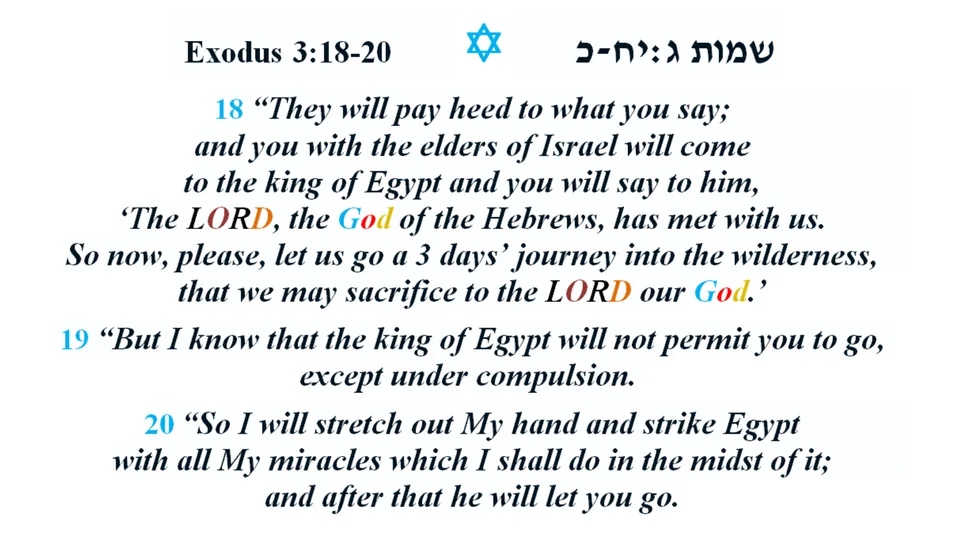 Exodus 3:18-20 שמות ג:יח-כ
18 “They will pay heed to what you say;
and you with the elders of Israel will come
to the king of Egypt and you will say to him,
‘The LORD, the God of the Hebrews, has met with us.
So now, please, let us go a 3 days’ journey into the wilderness,
that we may sacrifice to the LORD our God.’
19 “But I know that the king of Egypt will not permit you to go,
except under compulsion.
20 “So I will stretch out My hand and strike Egypt
with all My miracles which I shall do in the midst of it;
and after that he will let you go.